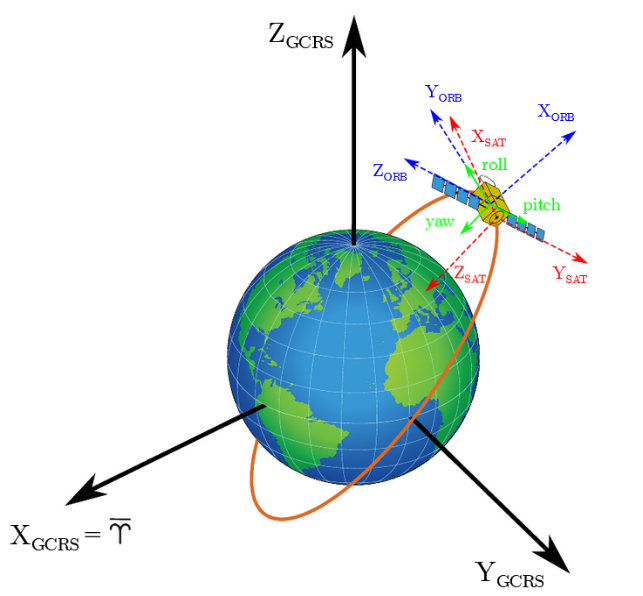 Z_GCRS
Y_ORB
X_ORB
X_SAT
roll
Z_ORB
pitch
yaw
Z_SAT
Y_SAT
X_GCRS = ♈︎̅
Y_GCRS